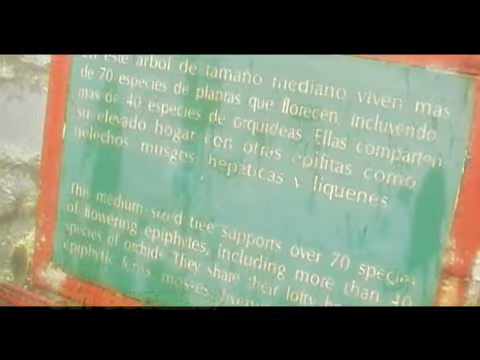 en este árbol de tamaño mediano viven más
de 70 especies de plantas que florecen, incluyendo
más de 40 especies de orquídeas. Ellas comparten
su elevado hogar con otras epífitas como
helechos musgos, hepáticas y líquenes.
This medium-sized tree supports over 70 species
of flowering epiphytes, including more than 40
species of orchids. They share their lofty
epiphytic ferns, mosses,